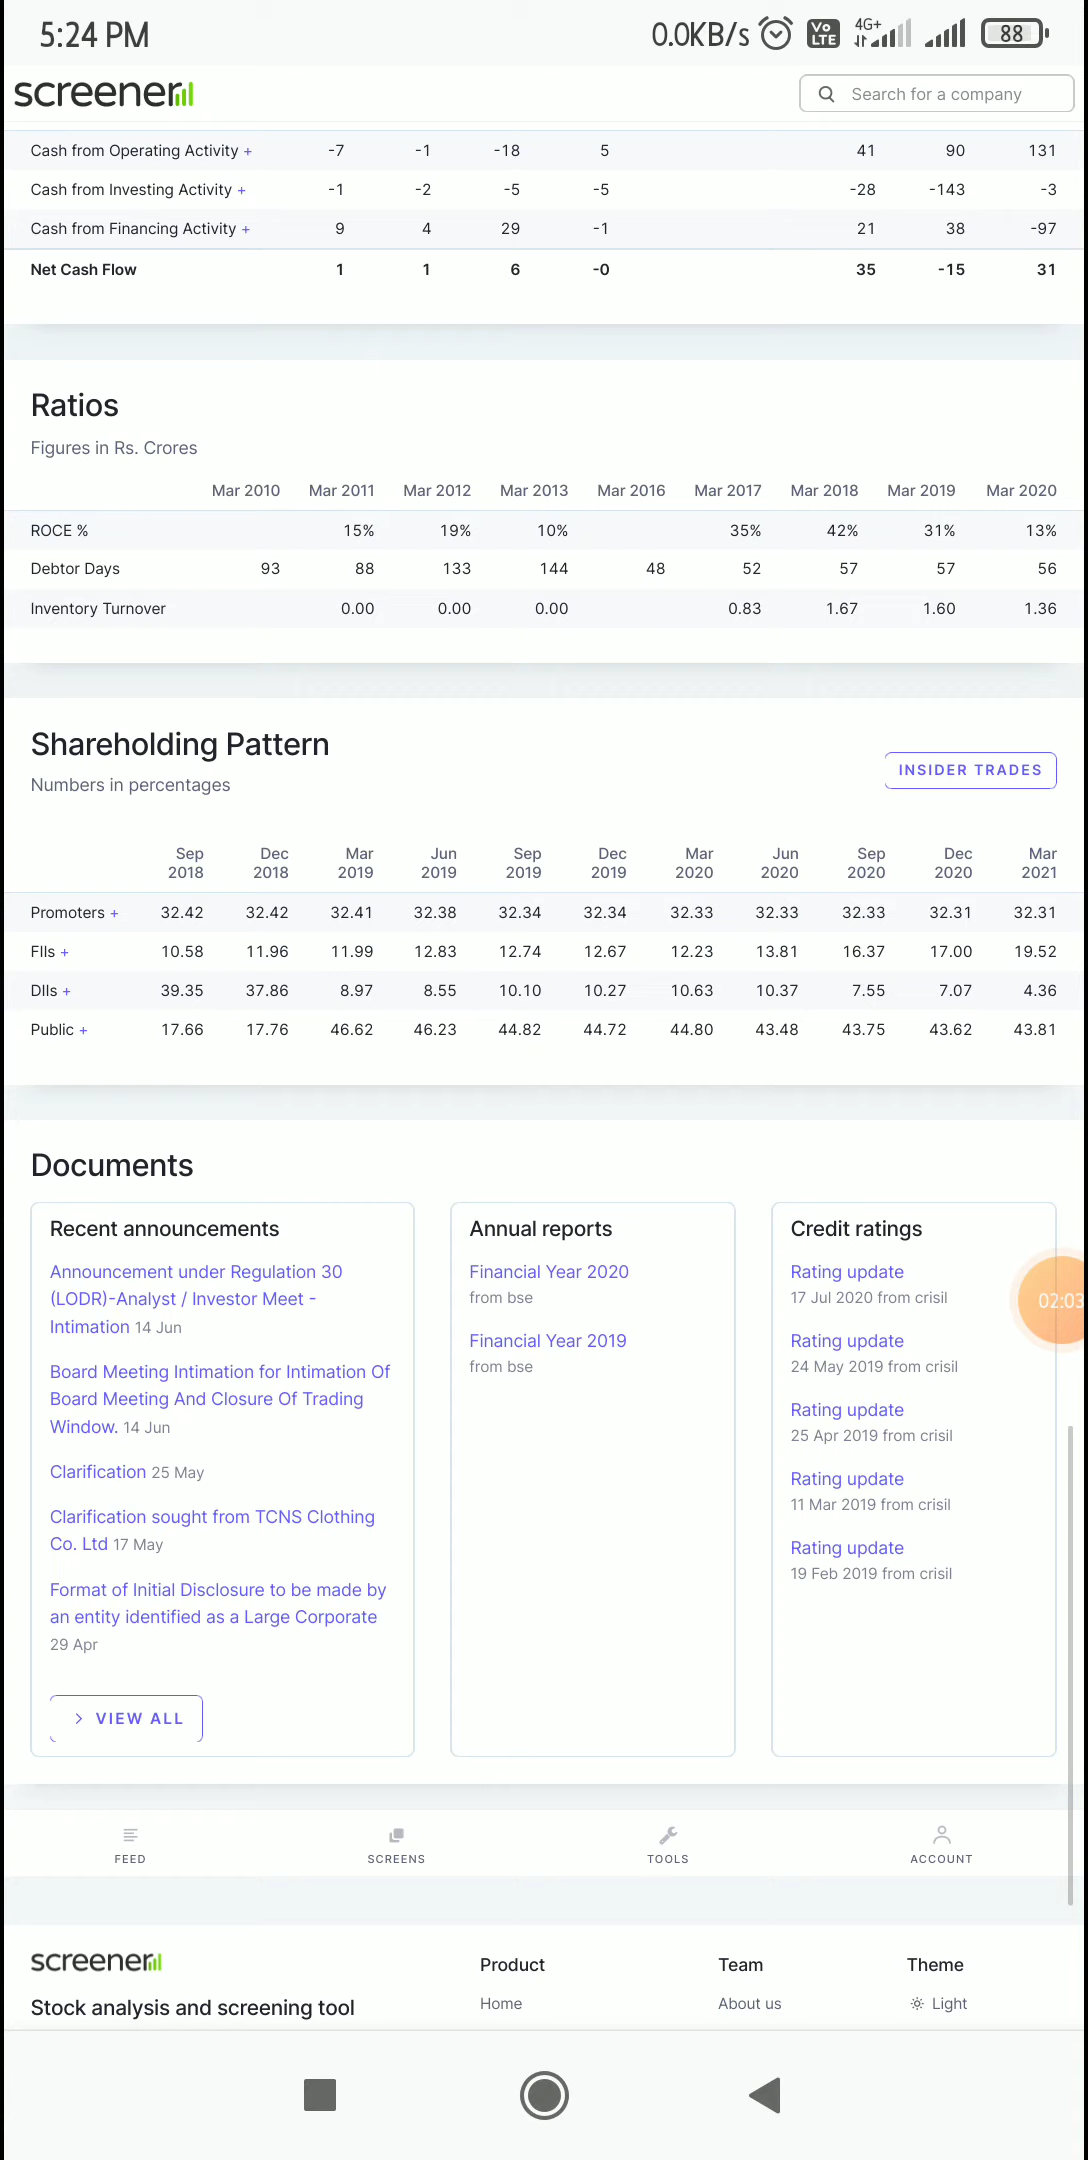 5:24 PM 0.0KB/s Vo LTE 4G+ 88
screener Search for a company
Cash from Operating Activity + -7 -1 -18 5 41 90 131
Cash from Investing Activity + -1 -2 -5 -5 -28 -143 -3
Cash from Financing Activity + 9 4 29 -1 21 38 -97
Net Cash Flow 1 1 6 -0 35 -15 31
Ratios
Figures in Rs. Crores
Mar 2010 Mar 2011 Mar 2012 Mar 2013 Mar 2016 Mar 2017 Mar 2018 Mar 2019 Mar 2020
ROCE % 15% 19% 10% 35% 42% 31% 13%
Debtor Days 93 88 133 144 48 52 57 57 56
Inventory Turnover 0.00 0.00 0.00 0.83 1.67 1.60 1.36
Shareholding Pattern
INSIDER TRADES
Numbers in percentages
Sep Dec Mar Jun Sep Dec Mar Jun Sep Dec Mar
2018 2018 2019 2019 2019 2019 2020 2020 2020 2020 2021
Promoters + 32.42 32.42 32.41 32.38 32.34 32.34 32.33 32.33 32.33 32.31 32.31
FIIs + 10.58 11.96 11.99 12.83 12.74 12.67 12.23 13.81 16.37 17.00 19.52
DIIs + 39.35 37.86 8.97 8.55 10.10 10.27 10.63 10.37 7.55 7.07 4.36
Public + 17.66 17.76 46.62 46.23 44.82 44.72 44.80 43.48 43.75 43.62 43.81
Documents
Recent announcements
Announcement under Regulation 30
(LODR)-Analyst / Investor Meet -
Intimation 14 Jun
Board Meeting Intimation for Intimation Of
Board Meeting And Closure Of Trading
Window. 14 Jun
Clarification 25 May
Clarification sought from TCNS Clothing
Co. Ltd 17 May
Format of Initial Disclosure to be made by
an entity identified as a Large Corporate
29 Apr
VIEW ALL
Annual reports
Financial Year 2020
from bse
Financial Year 2019
from bse
Credit ratings
Rating update
17 Jul 2020 from crisil
Rating update
24 May 2019 from crisil
Rating update
25 Apr 2019 from crisil
Rating update
11 Mar 2019 from crisil
Rating update
19 Feb 2019 from crisil
02:03
FEED SCREENS TOOLS ACCOUNT
screener
Stock analysis and screening tool
Product
Home
Team
About us
Theme
Light